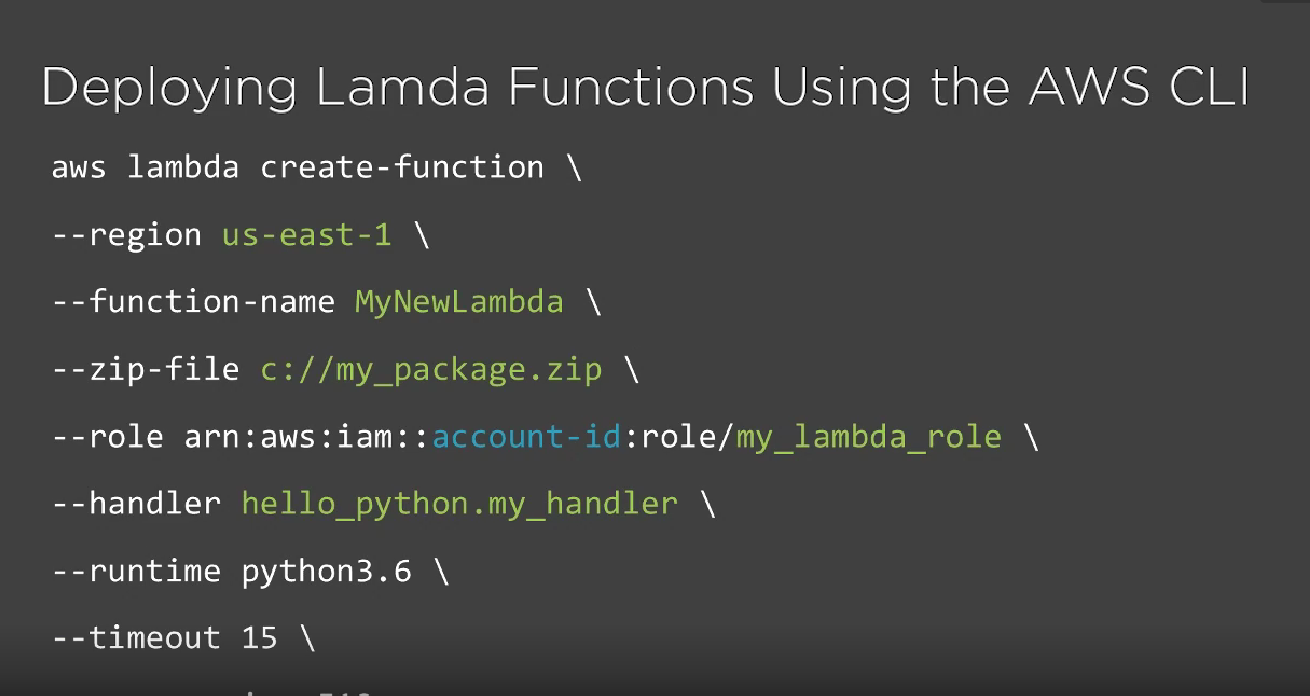 Deploying Lamda Functions Using the AWS CLI
aws lambda create-function \
--region us-east-1 \
--function-name MyNewLambda \
--zip-file c://my_package.zip \
--role arn:aws:iam::account-id:role/my_lambda_role \
--handler hello_python.my_handler \
--runtime python3.6 \
--timeout 15 \